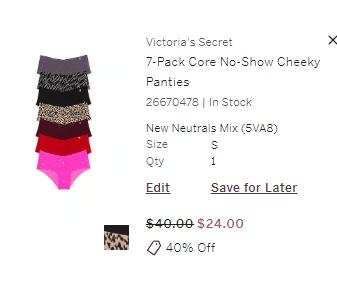 Victoria's Secret
7-Pack Core No-Show Cheeky
Panties
26670478 | In Stock
New Neutrals Mix (5VA8)
Size S
Qty 1
Edit Save for Later
$40.00 $24.00
40% Off